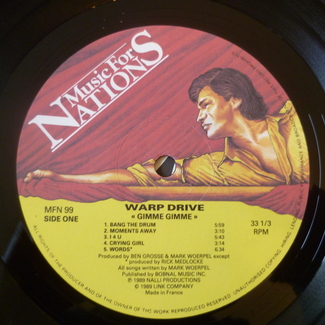 Music For
NATIONS
MFN 99
SIDE ONE
WARP DRIVE
« GIMME GIMME »
33 1/3
RPM
1. BANG THE DRUM 5:59
2. MOMENTS AWAY 3:10
3. I 4 U 5:20
4. CRYING GIRL 3:14
5. WORDS* 6:34
Produced by BEN GROSSE & MARK WOERPEL except
* produced by RICK MEDLOCKE
All songs written by MARK WOERPEL
Published by BOBNAL MUSIC INC.
℗ 1989 NALLI PRODUCTIONS
© 1989 LINK COMPANY
Made in France